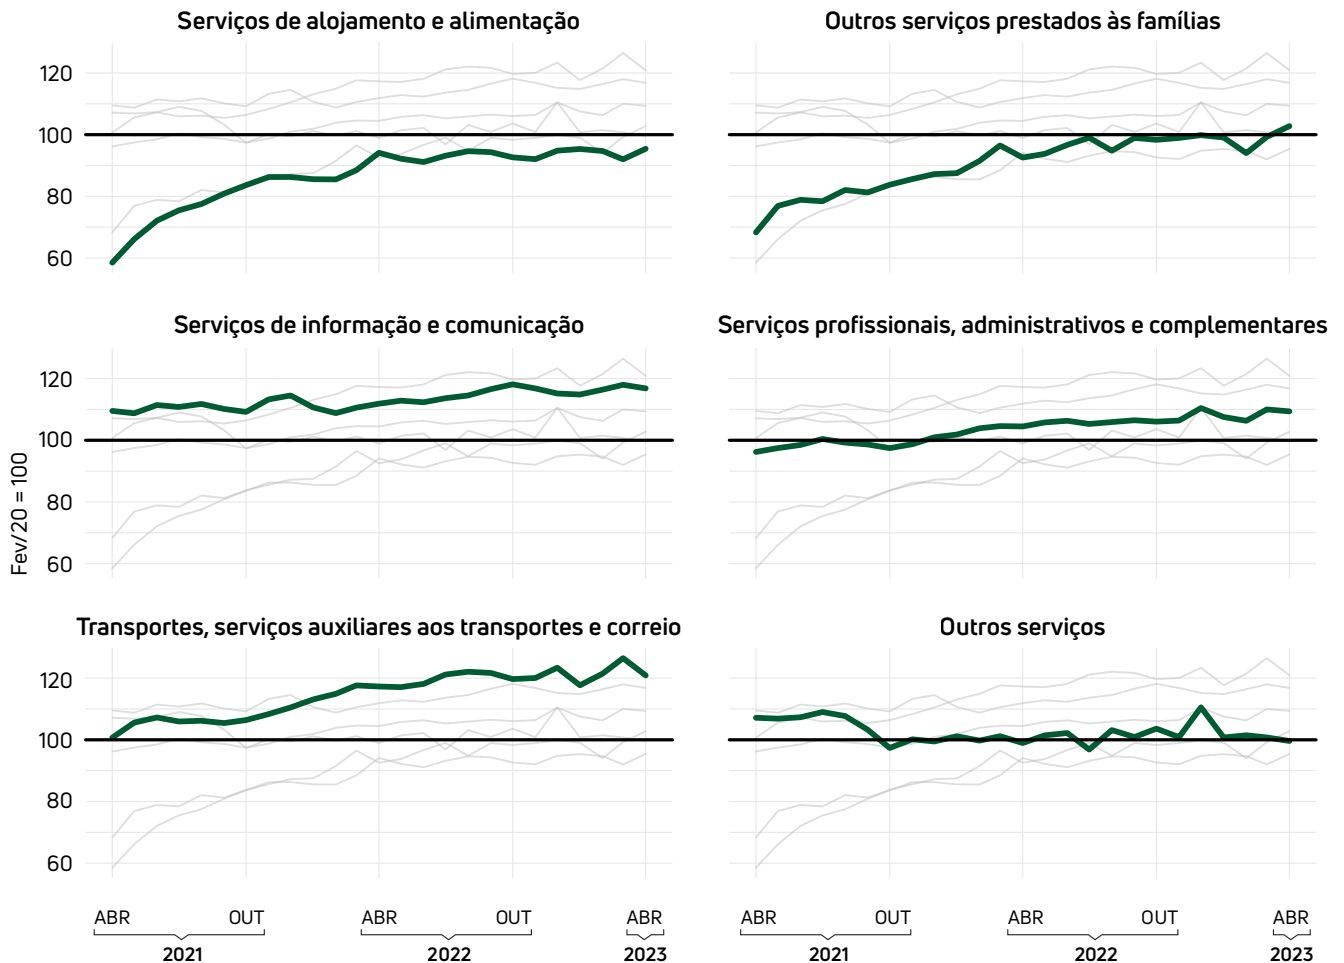 Serviços de alojamento e alimentação
Outros serviços prestados às famílias
120
100
80
60
Serviços de informação e comunicação
Serviços profissionais, administrativos e complementares
Fev/20 = 100
120
100
80
60
Transportes, serviços auxiliares aos transportes e correio
Outros serviços
120
100
80
60
ABR OUT ABR OUT ABR
2021 2022 2023
ABR OUT ABR OUT ABR
2021 2022 2023